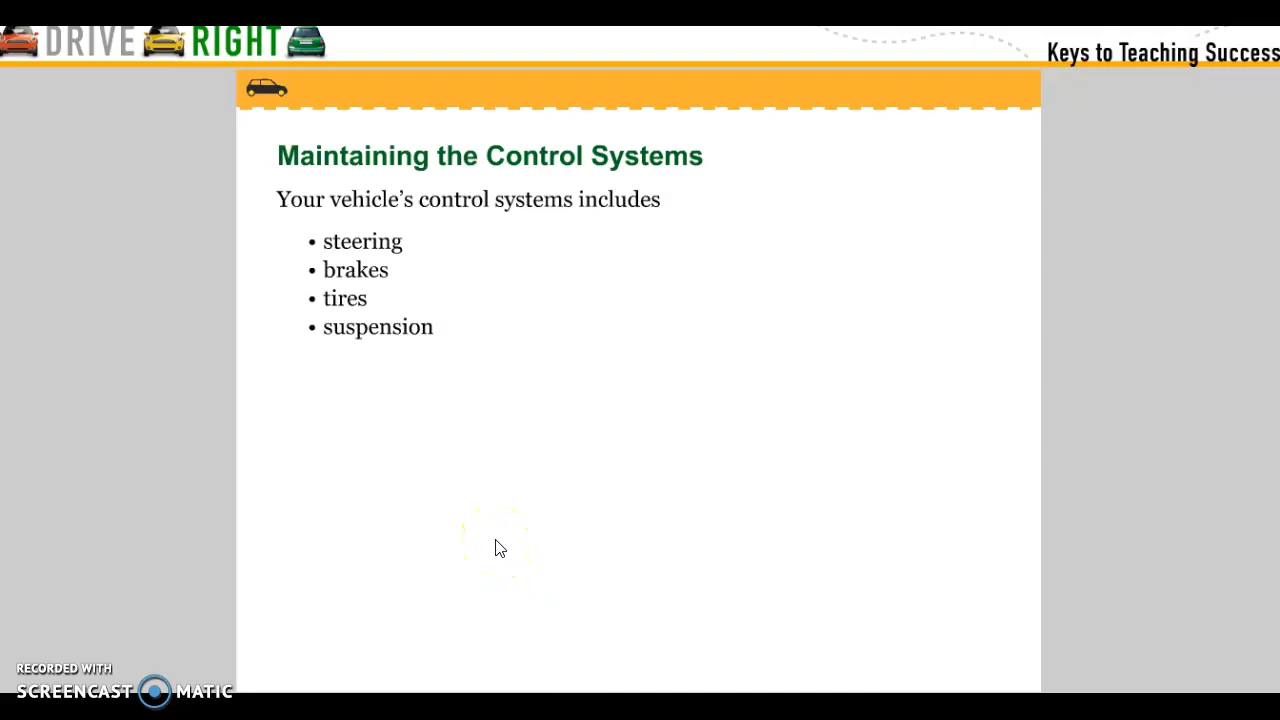 DRIVE RIGHT
Keys to Teaching Success
Maintaining the Control Systems
Your vehicle's control systems includes
• steering
• brakes
• tires
• suspension
RECORDED WITH
SCREENCAST MATIC